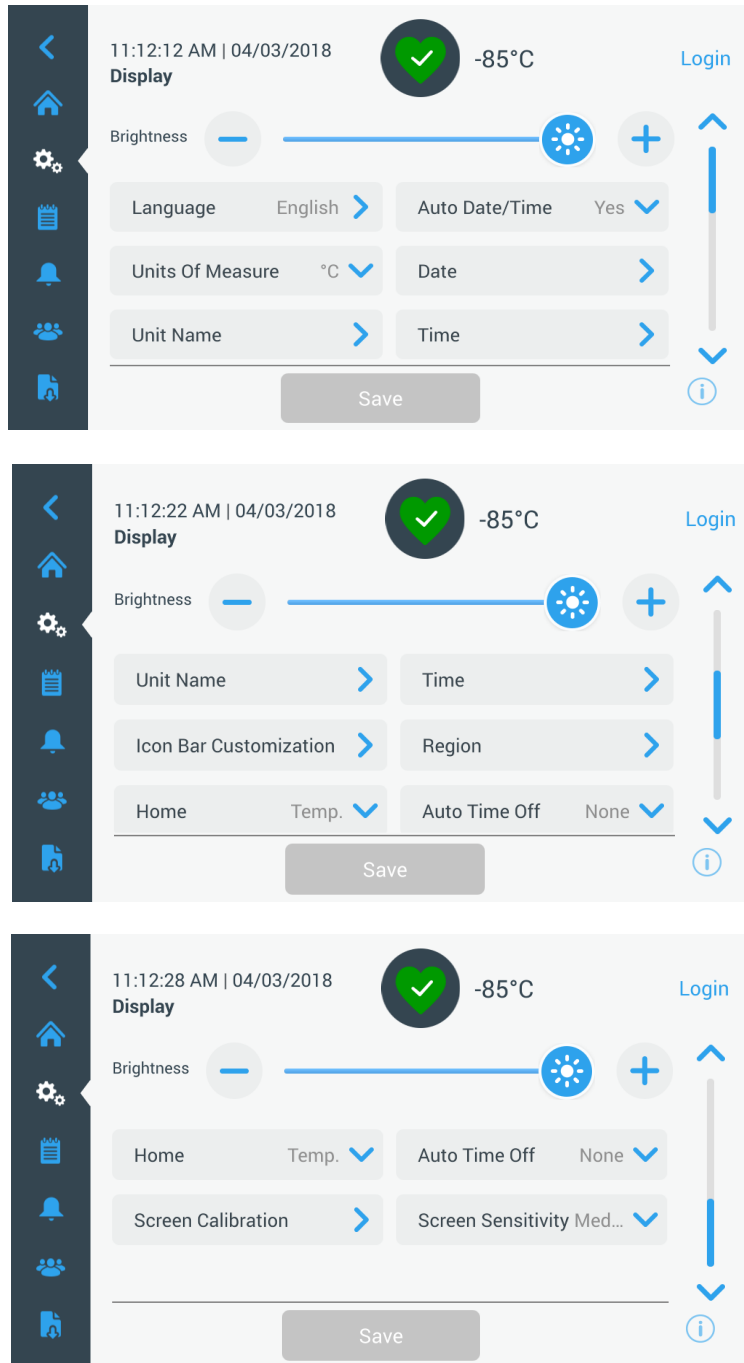 11:12:12 AM | 04/03/2018
Display
-85°C
Login
Brightness
Language English
Auto Date/Time Yes
Units Of Measure °C
Date
Unit Name
Time
Save
11:12:22 AM | 04/03/2018
Display
-85°C
Login
Brightness
Unit Name
Time
Icon Bar Customization
Region
Home Temp.
Auto Time Off None
Save
11:12:28 AM | 04/03/2018
Display
-85°C
Login
Brightness
Home Temp.
Auto Time Off None
Screen Calibration
Screen Sensitivity Med...
Save